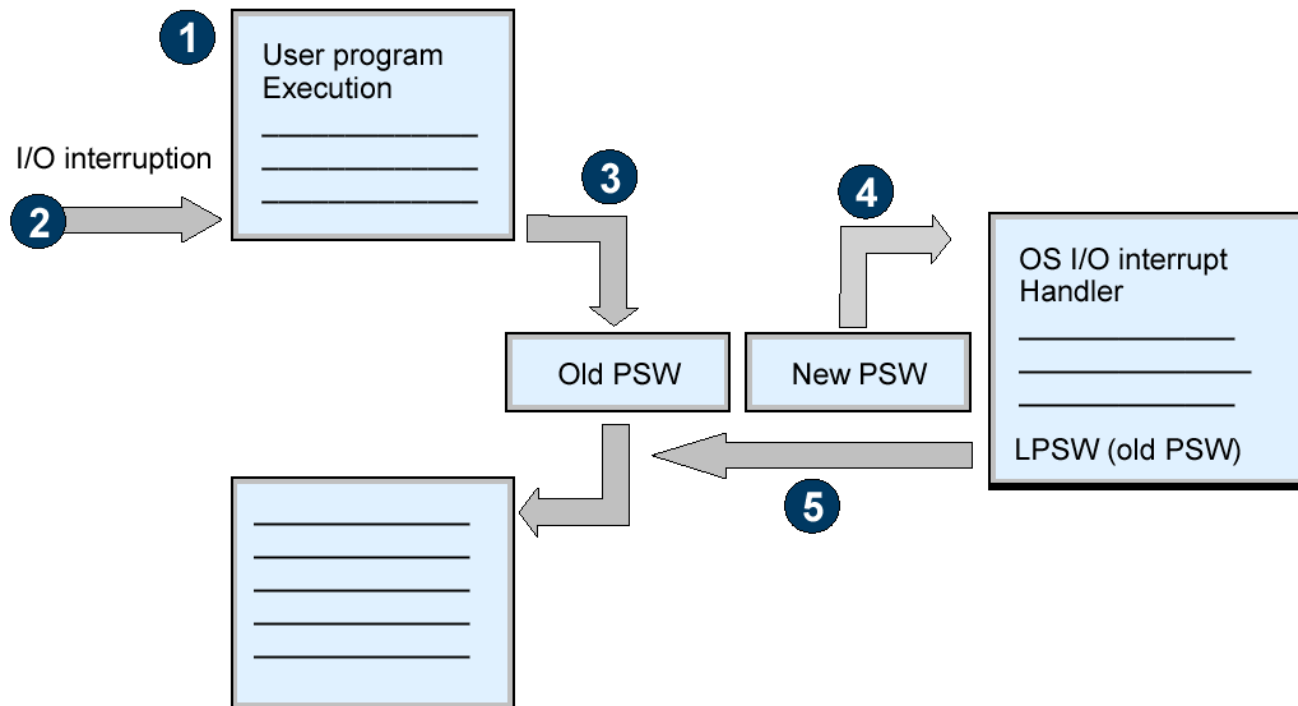 1
User program
Execution
I/O interruption
2
3
4
OS I/O interrupt
Handler
Old PSW
New PSW
LPSW (old PSW)
5